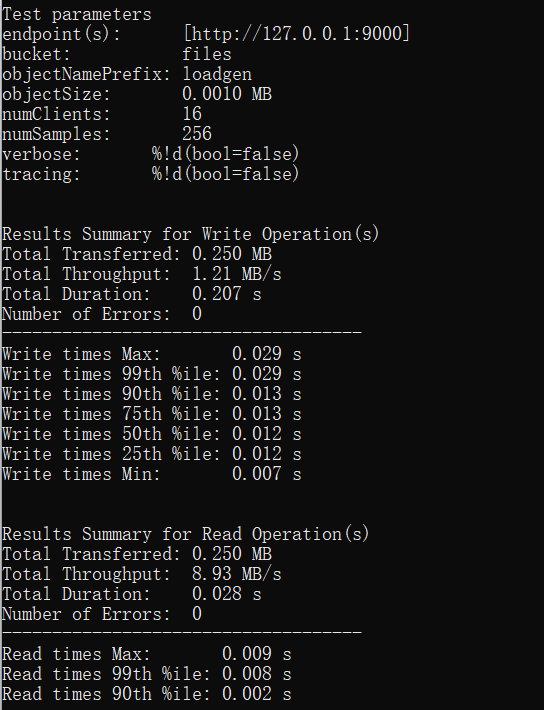 Test parameters
endpoint(s):      [http://127.0.0.1:9000]
bucket:           files
objectNamePrefix: loadgen
objectSize:       0.0010 MB
numClients:       16
numSamples:       256
verbose:       %!d(bool=false)
tracing:       %!d(bool=false)
Results Summary for Write Operation(s)
Total Transferred: 0.250 MB
Total Throughput:  1.21 MB/s
Total Duration:    0.207 s
Number of Errors:  0
------------------------------------
Write times Max:       0.029 s
Write times 99th %ile: 0.029 s
Write times 90th %ile: 0.013 s
Write times 75th %ile: 0.013 s
Write times 50th %ile: 0.012 s
Write times 25th %ile: 0.012 s
Write times Min:       0.007 s
Results Summary for Read Operation(s)
Total Transferred: 0.250 MB
Total Throughput:  8.93 MB/s
Total Duration:    0.028 s
Number of Errors:  0
------------------------------------
Read times Max:       0.009 s
Read times 99th %ile: 0.008 s
Read times 90th %ile: 0.002 s